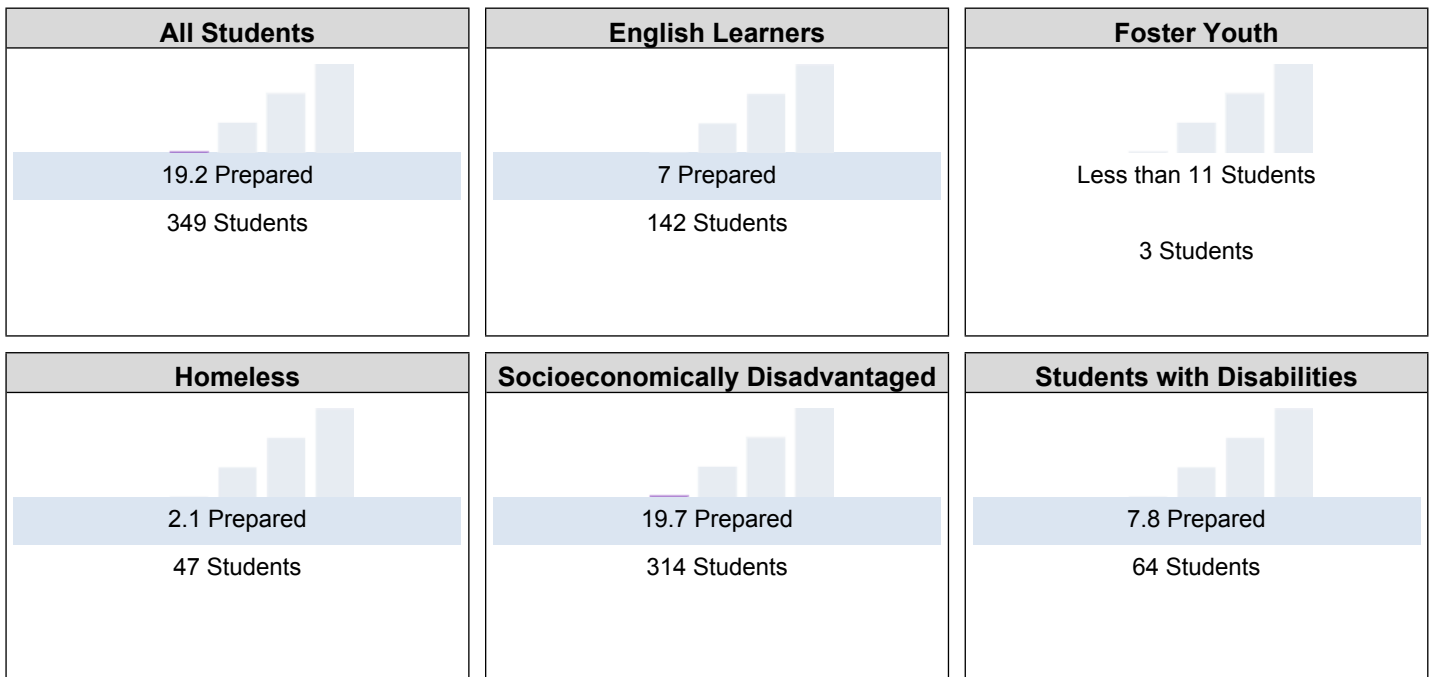 All Students
19.2 Prepared
349 Students
English Learners
7 Prepared
142 Students
Foster Youth
Less than 11 Students
3 Students
Homeless
2.1 Prepared
47 Students
Socioeconomically Disadvantaged
19.7 Prepared
314 Students
Students with Disabilities
7.8 Prepared
64 Students